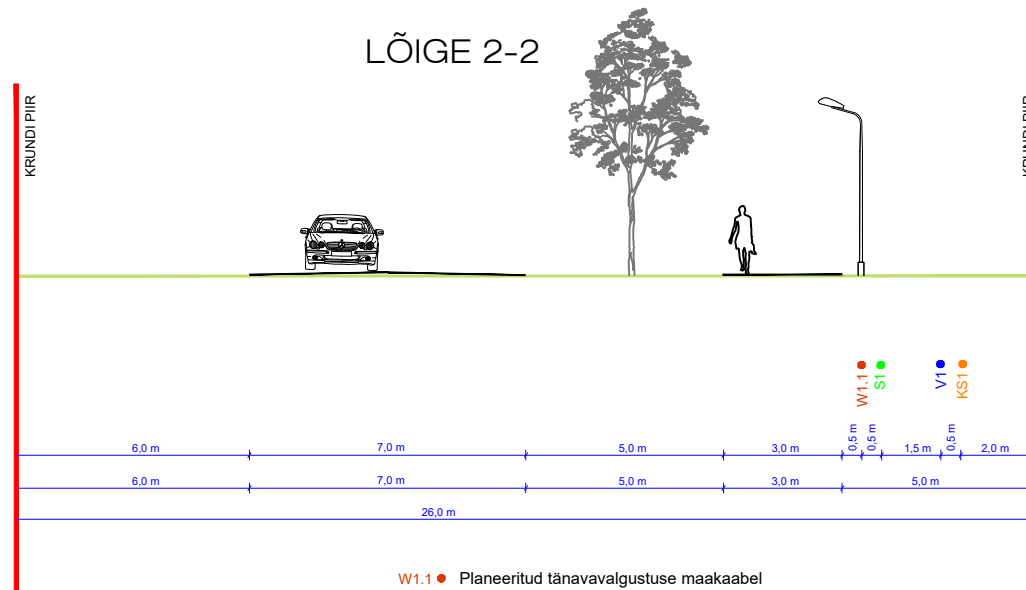 LÕIGE 2-2
KRUNDI PIIR
KRUNDI PIIR
W1.1
S1
V1
KS1
6,0 m
7,0 m
5,0 m
3,0 m
0,5 m
0,5 m
1,5 m
0,5 m
2,0 m
6,0 m
7,0 m
5,0 m
3,0 m
5,0 m
26,0 m
W1.1 Planeeritud tänavavalgustuse maakaabel